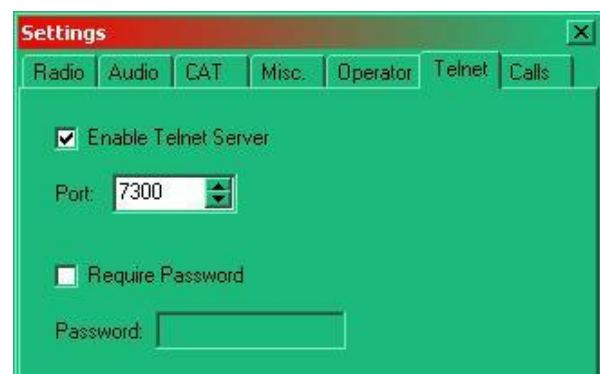 Settings
Radio Audio CAT Misc. Operator Telnet Calls
Enable Telnet Server
Port: 7300
Require Password
Password: